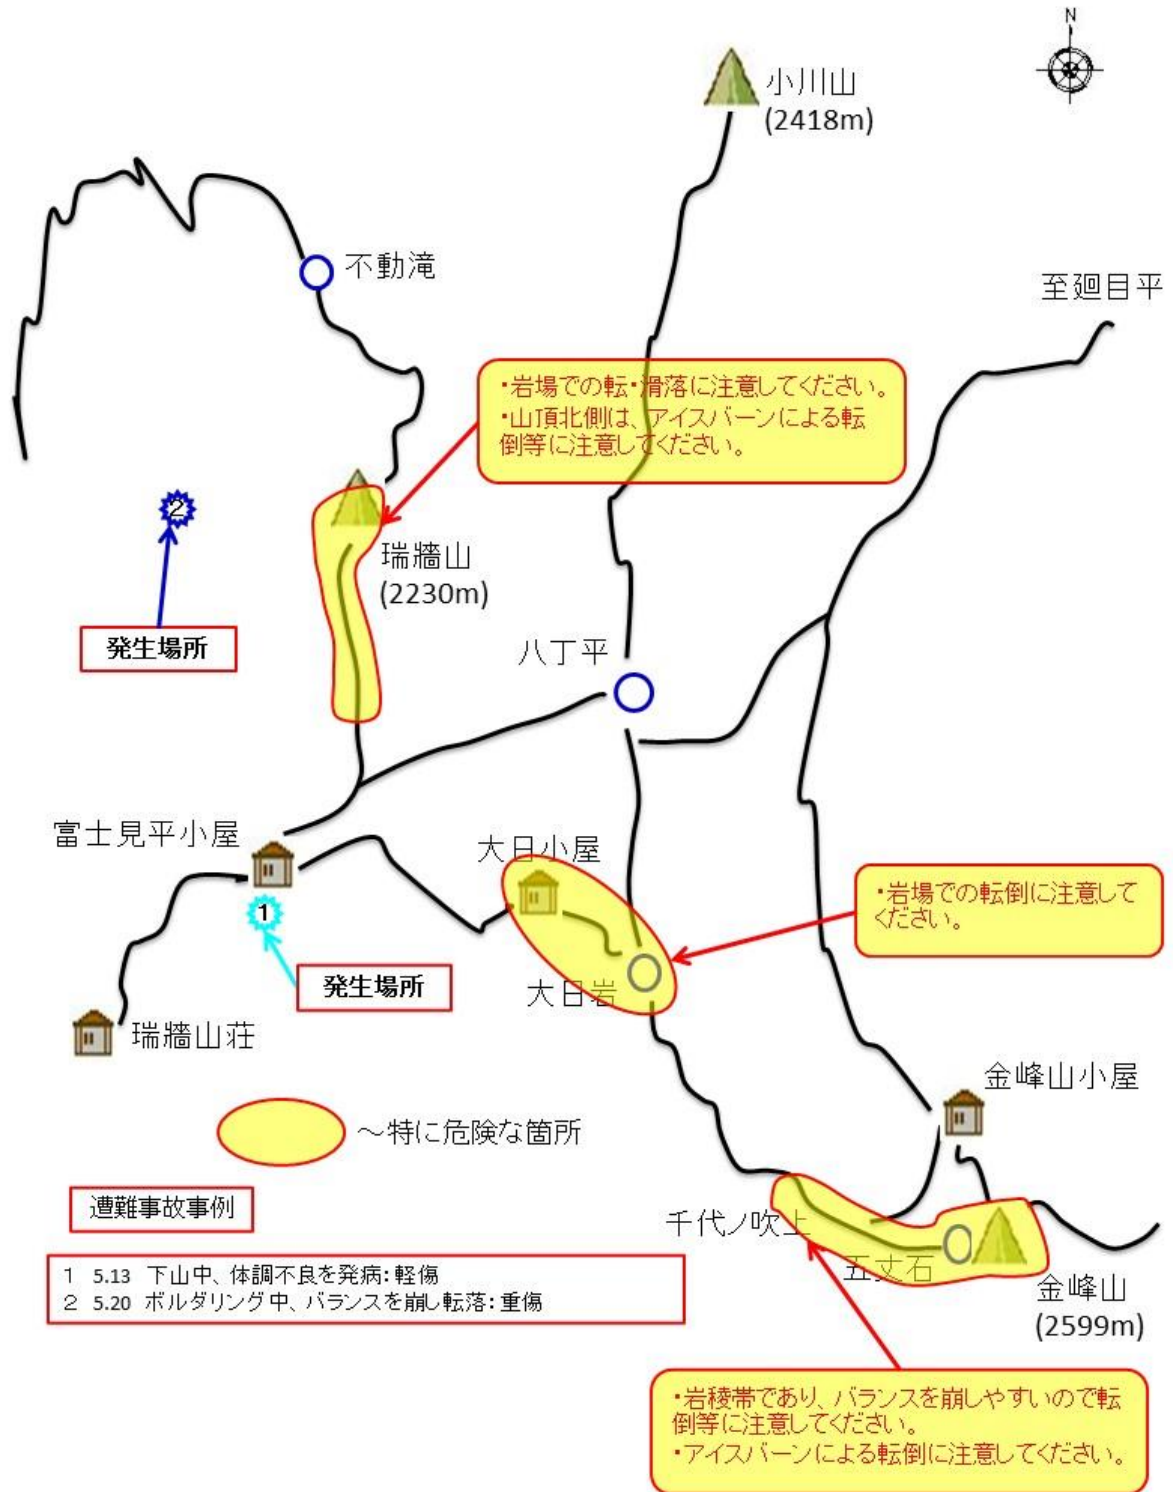 N
小川山
(2418m)
不動滝
至廻目平
・岩場での転・滑落に注意してください。
・山頂北側は、アイスバーンによる転
倒等に注意してください。
2
瑞牆山
(2230m)
発生場所
八丁平
富士見平小屋
大日小屋
・岩場での転倒に注意して
ください。
1
発生場所
大日岩
瑞牆山荘
金峰山小屋
～特に危険な箇所
遭難事故事例
千代ノ吹上
五丈石
1 5.13 下山中、体調不良を発病：軽傷
2 5.20 ボルダリング中、バランスを崩し転落：重傷
金峰山
(2599m)
・岩稜帯であり、バランスを崩しやすいので転
倒等に注意してください。
・アイスバーンによる転倒に注意してください。